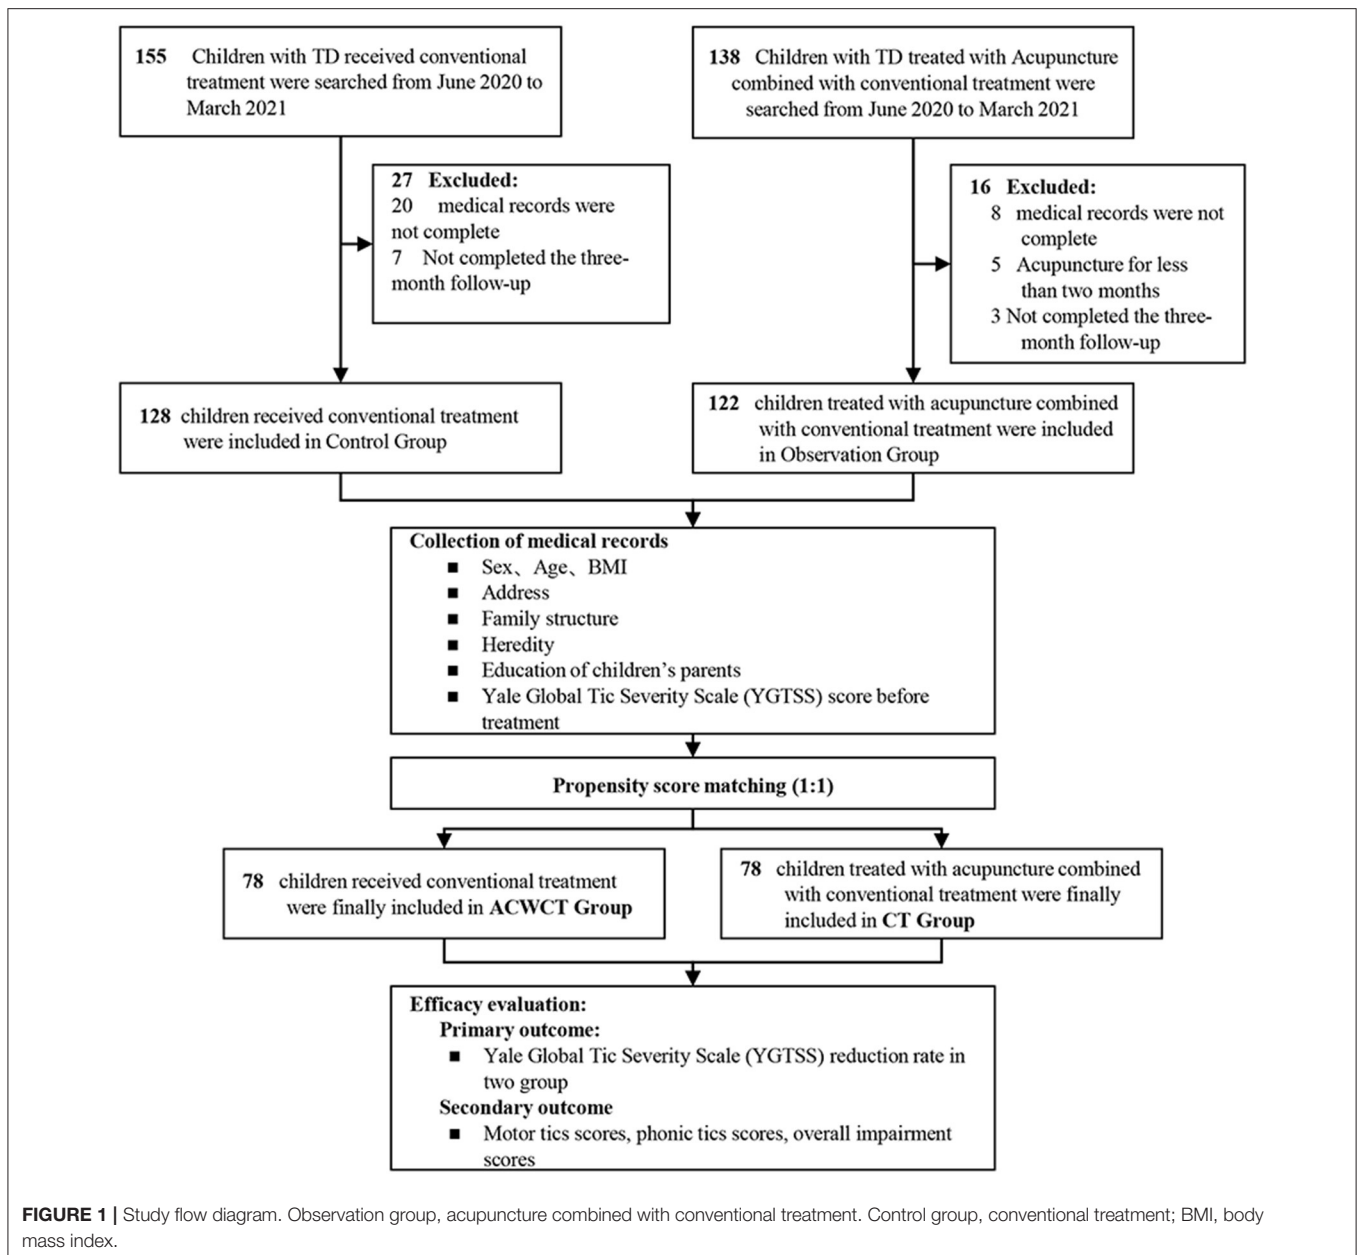 155 Children with TD received conventional
treatment were searched from June 2020 to
March 2021
138 Children with TD treated with Acupuncture
combined with conventional treatment were
searched from June 2020 to March 2021
27 Excluded:
20 medical records were
not complete
7 Not completed the three-
month follow-up
16 Excluded:
8 medical records were not
complete
5 Acupuncture for less
than two months
3 Not completed the three-
month follow-up
128 children received conventional treatment
were included in Control Group
122 children treated with acupuncture combined
with conventional treatment were included
in Observation Group
Collection of medical records
■ Sex、Age、BMI
■ Address
■ Family structure
■ Heredity
■ Education of children's parents
■ Yale Global Tic Severity Scale (YGTSS) score before
treatment
Propensity score matching (1:1)
78 children received conventional treatment
were finally included in ACWCT Group
78 children treated with acupuncture combined
with conventional treatment were finally
included in CT Group
Efficacy evaluation:
Primary outcome:
■ Yale Global Tic Severity Scale (YGTSS) reduction rate in
two group
Secondary outcome
■ Motor tics scores, phonic tics scores, overall impairment
scores
FIGURE 1 | Study flow diagram. Observation group, acupuncture combined with conventional treatment. Control group, conventional treatment; BMI, body
mass index.